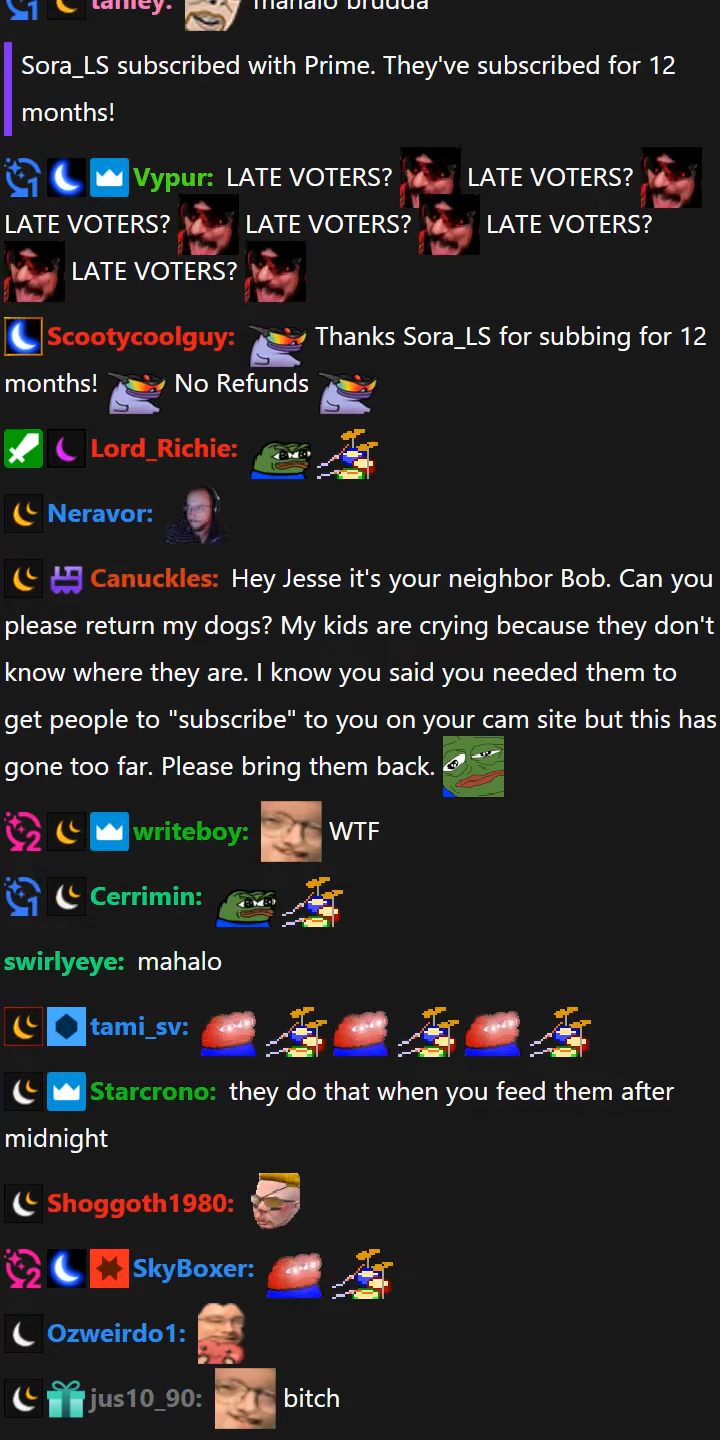 tanley: mahalo brudda
Sora_LS subscribed with Prime. They've subscribed for 12
months!
1 Vypur: LATE VOTERS? LATE VOTERS?
LATE VOTERS? LATE VOTERS? LATE VOTERS?
LATE VOTERS?
Scootycoolguy: Thanks Sora_LS for subbing for 12
months! No Refunds
Lord_Richie:
Neravor:
Canuckles: Hey Jesse it's your neighbor Bob. Can you
please return my dogs? My kids are crying because they don't
know where they are. I know you said you needed them to
get people to "subscribe" to you on your cam site but this has
gone too far. Please bring them back.
2 writeboy: WTF
1 Cerrimin:
swirlyeye: mahalo
tami_sv:
Starcrono: they do that when you feed them after
midnight
Shoggoth1980:
2 SkyBoxer:
Ozweirdo1:
jus10_90: bitch